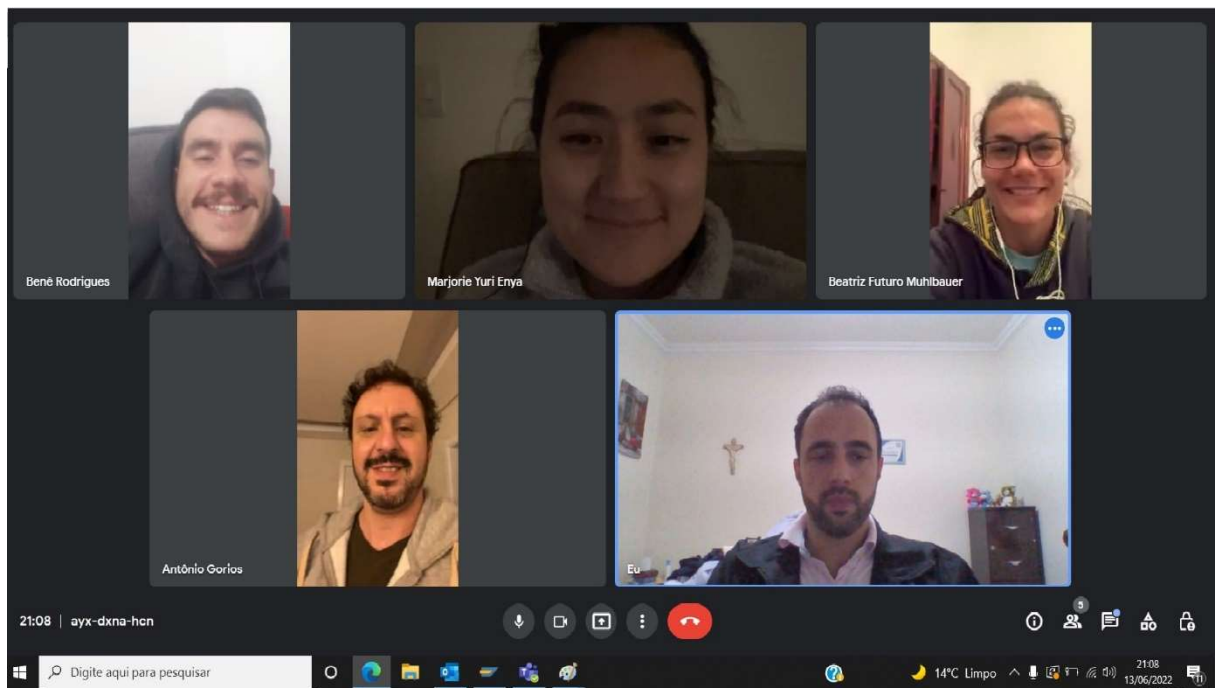 Benê Rodrigues
Marjorie Yuri Enya
Beatriz Futuro Muhlbauer
Antônio Gorios
Eu
21:08 | ayx-dxna-hcn
5
Digite aqui para pesquisar
14°C Limpo
21:08
13/06/2022
11